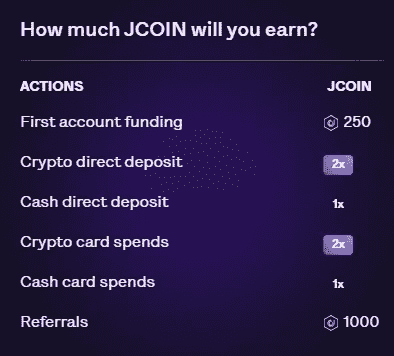 How much JCOIN will you earn?
ACTIONS JCOIN
First account funding 250
Crypto direct deposit 2x
Cash direct deposit 1x
Crypto card spends 2x
Cash card spends 1x
Referrals 1000